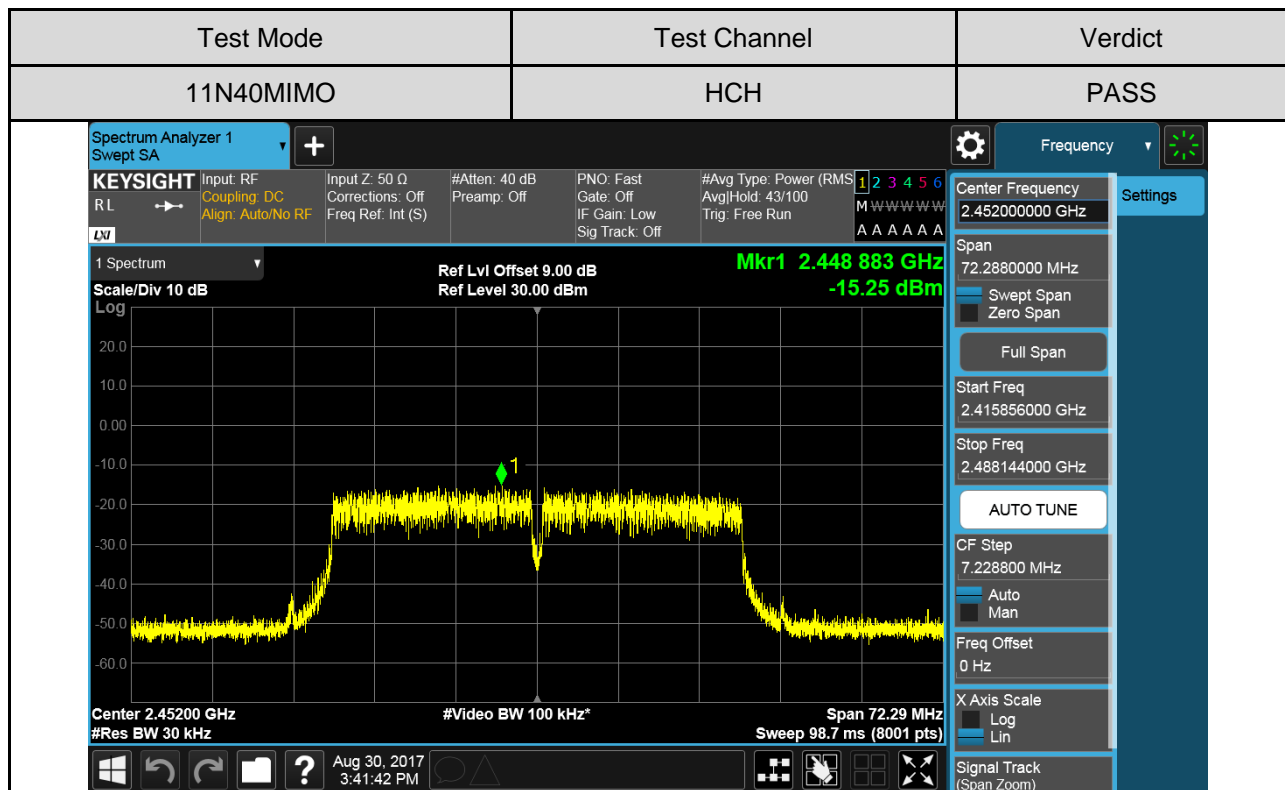 Test Mode Test Channel Verdict
11N40MIMO HCH PASS
Spectrum Analyzer 1
Swept SA
+
Frequency
KEYSIGHT Input: RF Input Z: 50 Ω #Atten: 40 dB PNO: Fast #Avg Type: Power (RMS 1 2 3 4 5 6
RL Coupling: DC Corrections: Off Preamp: Off Gate: Off Avg|Hold: 43/100 M W W W W W
Align: Auto/No RF Freq Ref: Int (S) IF Gain: Low Trig: Free Run
LXI Sig Track: Off A A A A A A
1 Spectrum
Ref Lvl Offset 9.00 dB
Mkr1 2.448 883 GHz
Scale/Div 10 dB Ref Level 30.00 dBm -15.25 dBm
Log
20.0
10.0
0.00
-10.0
1
-20.0
-30.0
-40.0
-50.0
-60.0
Center 2.45200 GHz #Video BW 100 kHz* Span 72.29 MHz
#Res BW 30 kHz Sweep 98.7 ms (8001 pts)
?
Aug 30, 2017
3:41:42 PM
Center Frequency
2.452000000 GHz
Settings
Span
72.2880000 MHz
Swept Span
Zero Span
Full Span
Start Freq
2.415856000 GHz
Stop Freq
2.488144000 GHz
AUTO TUNE
CF Step
7.228800 MHz
Auto
Man
Freq Offset
0 Hz
X Axis Scale
Log
Lin
Signal Track
(Span Zoom)